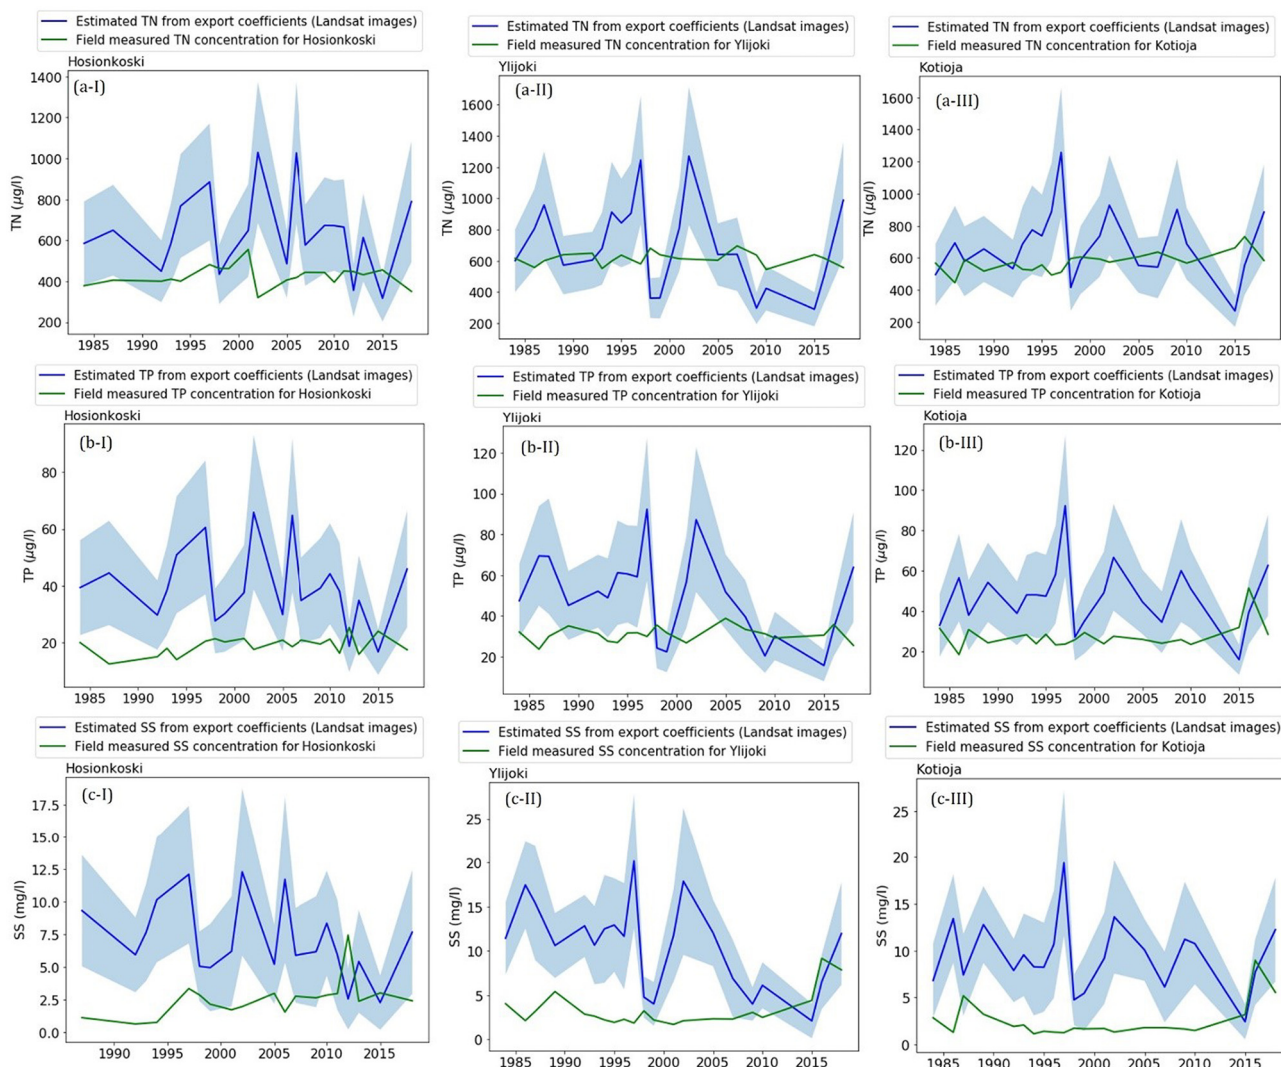 Estimated TN from export coefficients (Landsat images)
Field measured TN concentration for Hosionkoski
Hosionkoski
(a-I)
TN (µg/l)
1400
1200
1000
800
600
400
200
1985 1990 1995 2000 2005 2010 2015
Estimated TN from export coefficients (Landsat images)
Field measured TN concentration for Ylijoki
Ylijoki
(a-II)
TN (µg/l)
1600
1400
1200
1000
800
600
400
200
1985 1990 1995 2000 2005 2010 2015
Estimated TN from export coefficients (Landsat images)
Field measured TN concentration for Kotioja
Kotioja
(a-III)
TN (µg/l)
1600
1400
1200
1000
800
600
400
200
1985 1990 1995 2000 2005 2010 2015
Estimated TP from export coefficients (Landsat images)
Field measured TP concentration for Hosionkoski
Hosionkoski
(b-I)
TP (µg/l)
80
60
40
20
1985 1990 1995 2000 2005 2010 2015
Estimated TP from export coefficients (Landsat images)
Field measured TP concentration for Ylijoki
Ylijoki
(b-II)
TP (µg/l)
120
100
80
60
40
20
1985 1990 1995 2000 2005 2010 2015
Estimated TP from export coefficients (Landsat images)
Field measured TP concentration for Kotioja
Kotioja
(b-III)
TP (µg/l)
120
100
80
60
40
20
1985 1990 1995 2000 2005 2010 2015
Estimated SS from export coefficients (Landsat images)
Field measured SS concentration for Hosionkoski
Hosionkoski
(c-I)
SS (mg/l)
17.5
15.0
12.5
10.0
7.5
5.0
2.5
0.0
1990 1995 2000 2005 2010 2015
Estimated SS from export coefficients (Landsat images)
Field measured SS concentration for Ylijoki
Ylijoki
(c-II)
SS (mg/l)
25
20
15
10
5
0
1985 1990 1995 2000 2005 2010 2015
Estimated SS from export coefficients (Landsat images)
Field measured SS concentration for Kotioja
Kotioja
(c-III)
SS (mg/l)
25
20
15
10
5
0
1985 1990 1995 2000 2005 2010 2015